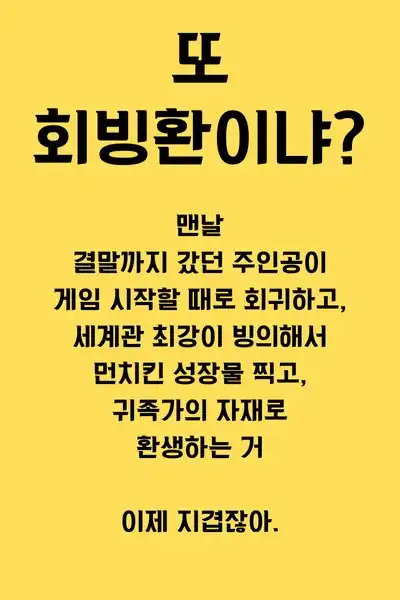 또
회빙환이냐?
맨날
결말까지 갔던 주인공이
게임 시작할 때로 회귀하고,
세계관 최강이 빙의해서
먼치킨 성장물 찍고,
귀족가의 자재로
환생하는 거
이제 지겹잖아.